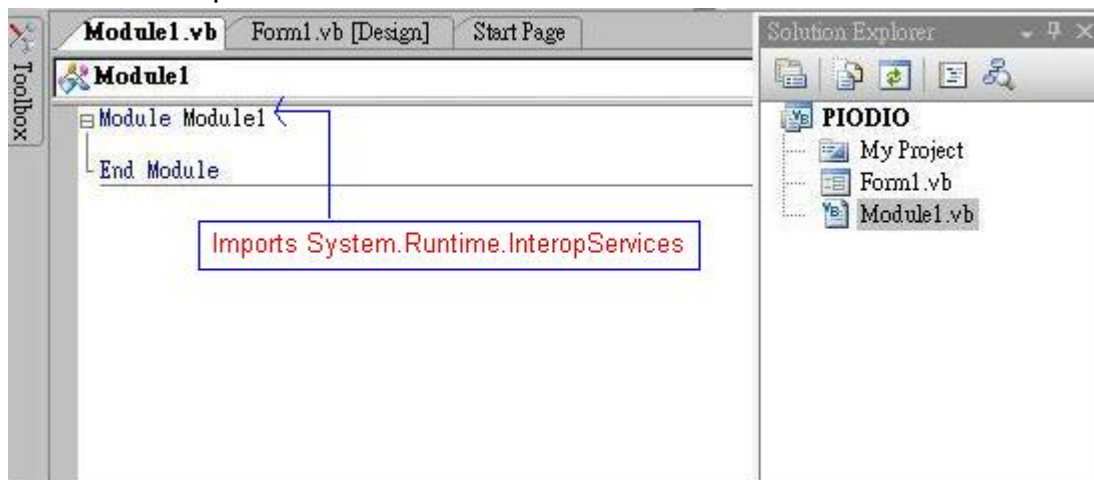 Module1.vb Form1.vb [Design] Start Page
Toolbox
Module1
Module Module1
End Module
Imports System.Runtime.InteropServices
Solution Explorer
PIODIO
My Project
Form1.vb
Module1.vb